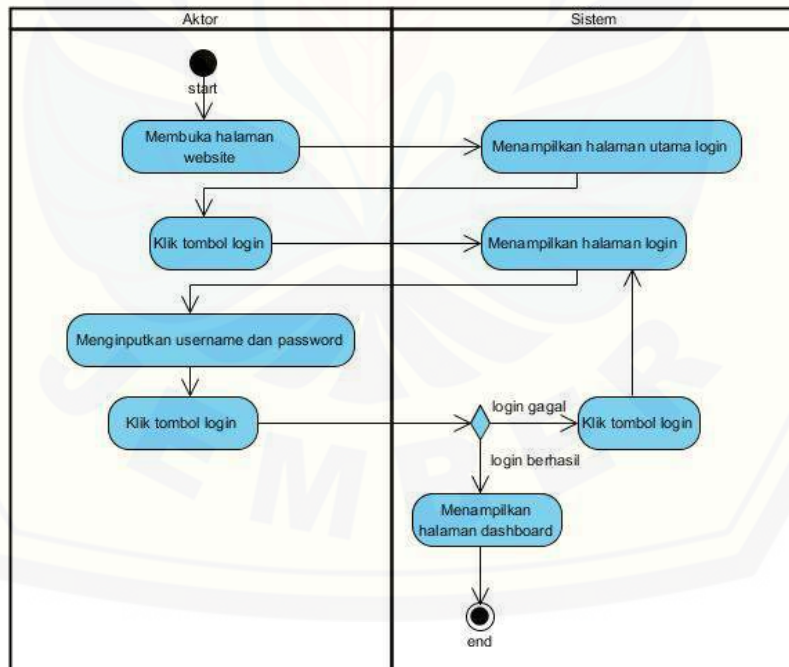 Aktor
Sistem
start
Membuka halaman
website
Menampilkan halaman utama login
Klik tombol login
Menampilkan halaman login
Menginputkan username dan password
Klik tombol login
login gagal
Klik tombol login
login berhasil
Menampilkan
halaman dashboard
end
JEMBER